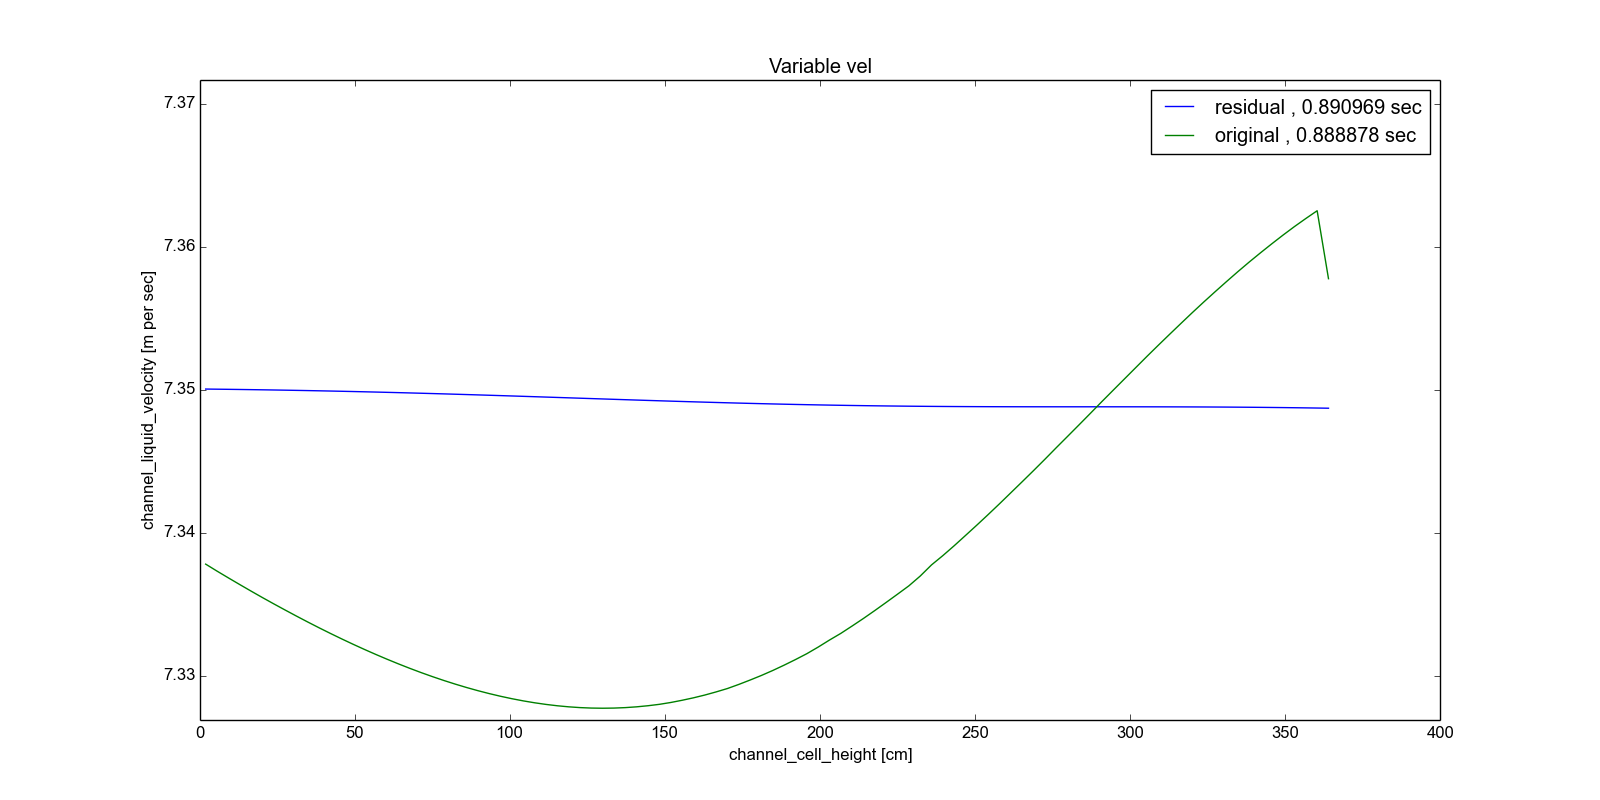 Variable vel
residual , 0.890969 sec
original , 0.888878 sec
channel_liquid_velocity [m per sec]
7.37
7.36
7.35
7.34
7.33
0 50 100 150 200 250 300 350 400
channel_cell_height [cm]